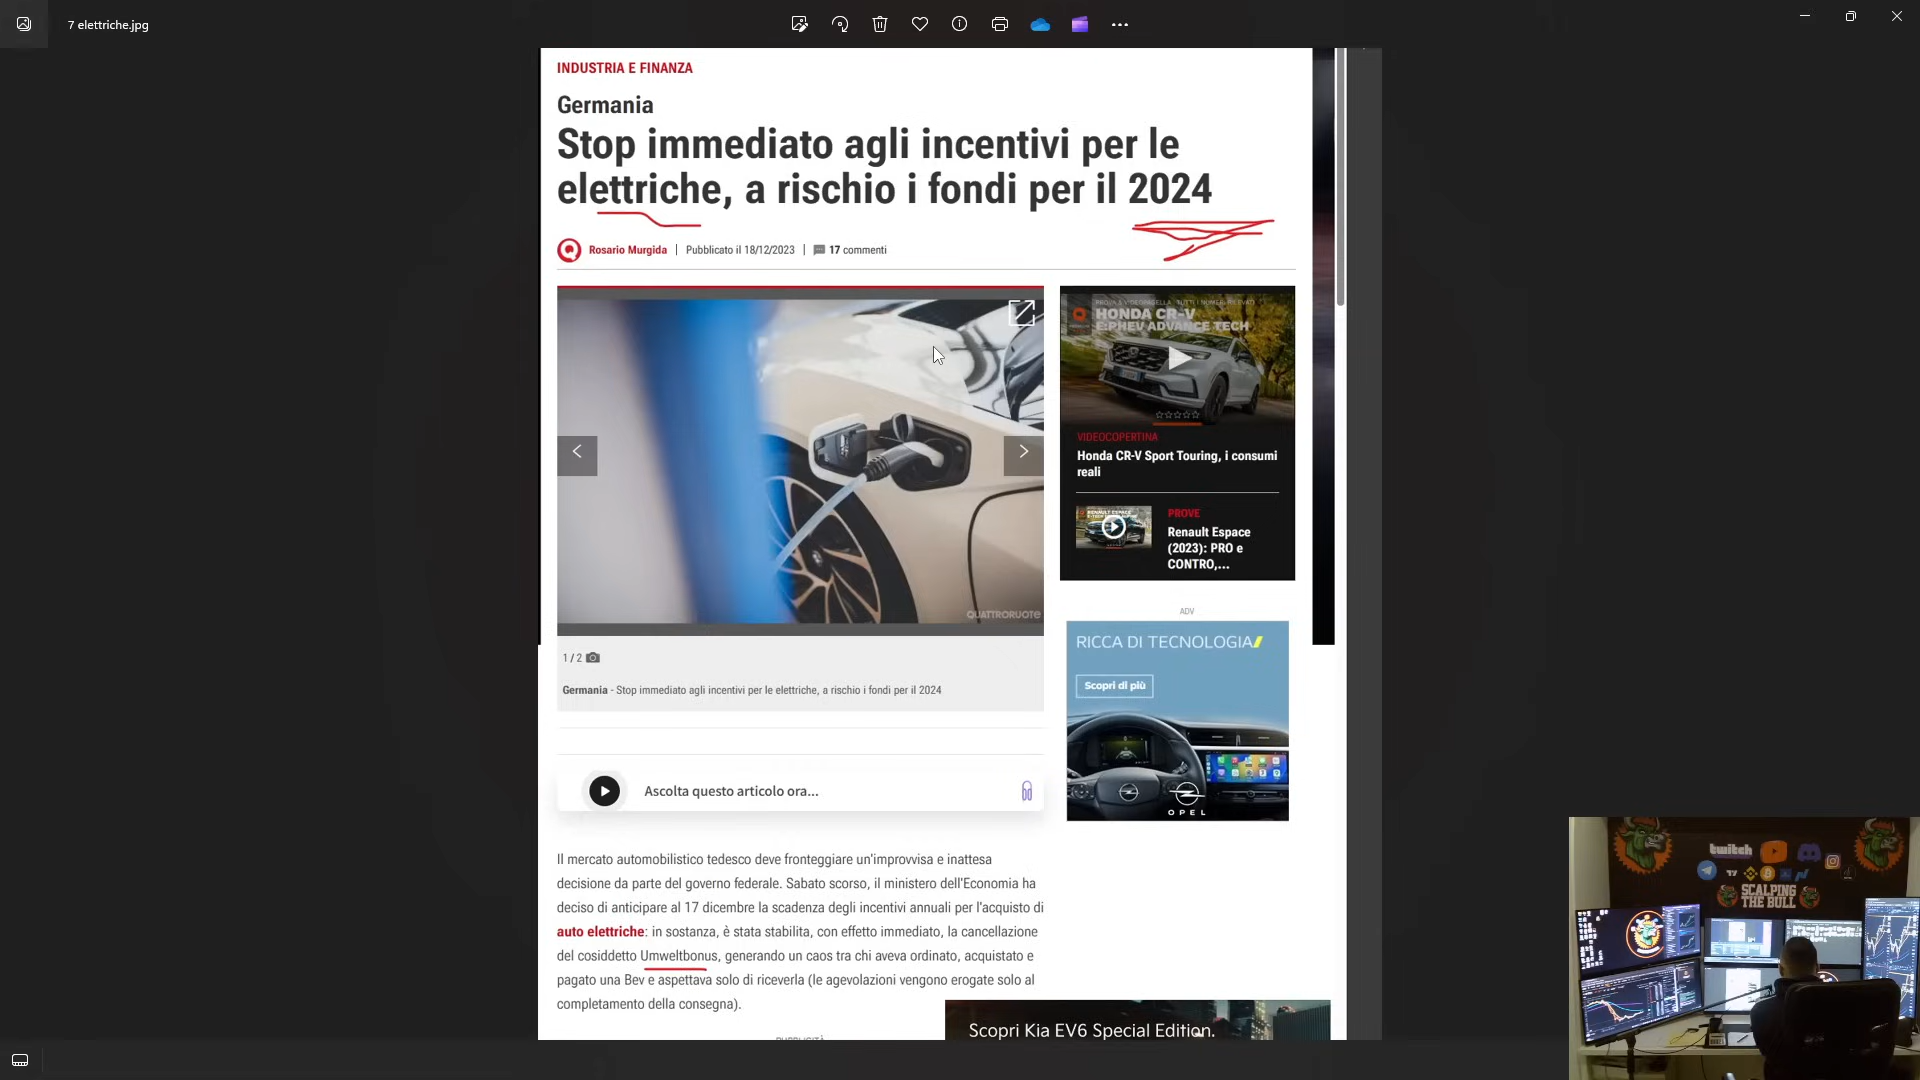 7 elettriche.jpg
INDUSTRIA E FINANZA
Germania
Stop immediato agli incentivi per le
elettriche, a rischio i fondi per il 2024
Rosario Murgida | Pubblicato il 18/12/2023 | 17 commenti
QUATTRORUOTE
1 / 2
Germania - Stop immediato agli incentivi per le elettriche, a rischio i fondi per il 2024
Ascolta questo articolo ora...
Il mercato automobilistico tedesco deve fronteggiare un'improvvisa e inattesa
decisione da parte del governo federale. Sabato scorso, il ministero dell'Economia ha
deciso di anticipare al 17 dicembre la scadenza degli incentivi annuali per l'acquisto di
auto elettriche: in sostanza, è stata stabilita, con effetto immediato, la cancellazione
del cosiddetto Umweltbonus, generando un caos tra chi aveva ordinato, acquistato e
pagato una Bev e aspettava solo di riceverla (le agevolazioni vengono erogate solo al
completamento della consegna).
PUBBLICITÀ
HONDA CR-V
E:PHEV ADVANCE TECH
VIDEOCOPERTINA
Honda CR-V Sport Touring, i consumi
reali
PROVE
Renault Espace
(2023): PRO e
CONTRO,...
ADV
RICCA DI TECNOLOGIA
Scopri di più
OPEL
Scopri Kia EV6 Special Edition.
twitch
SCALPING
THE BULL